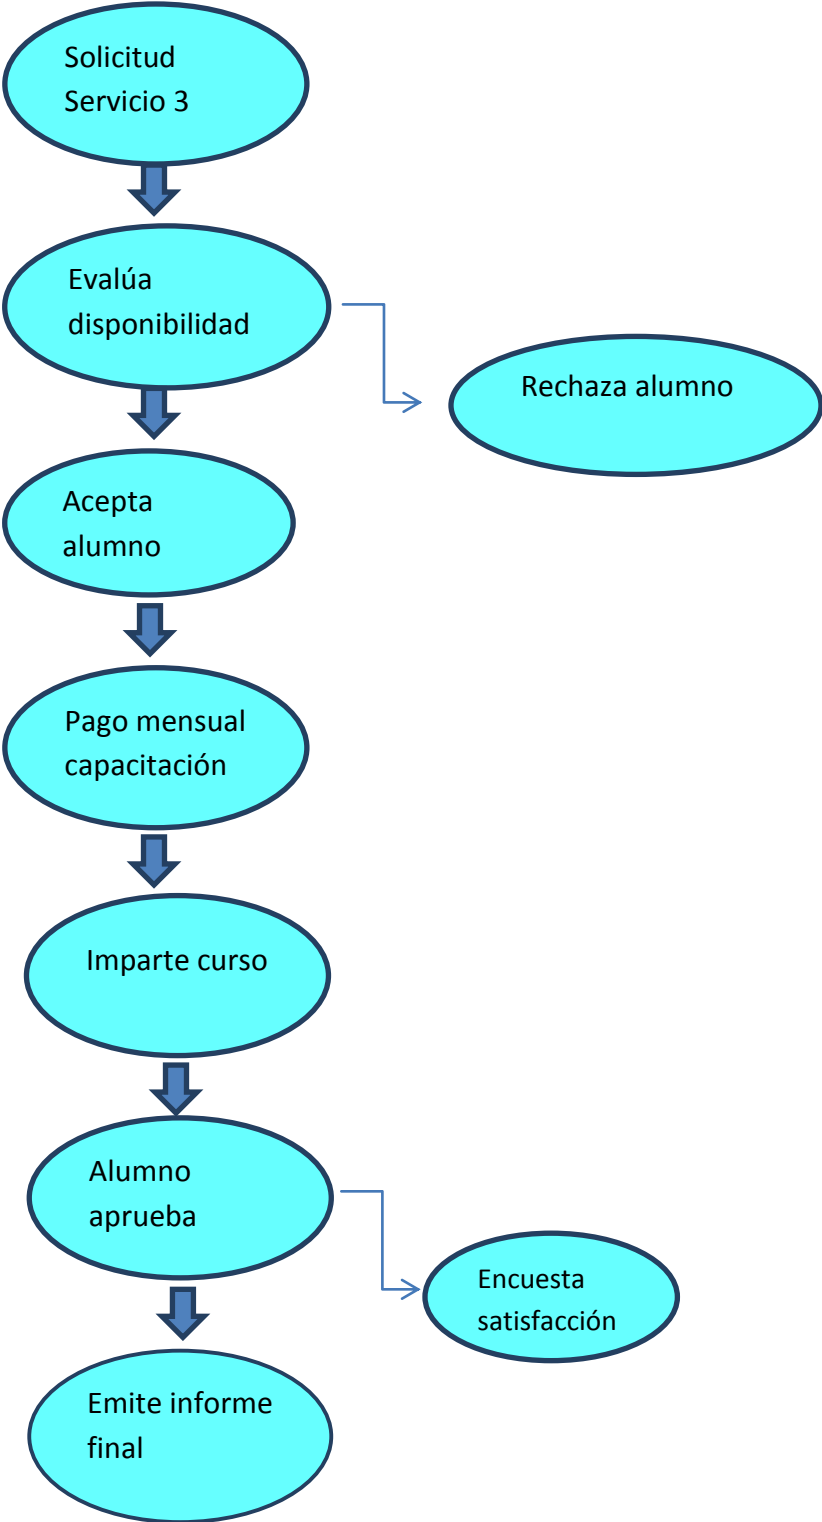 Solicitud
Servicio 3
Evalúa
disponibilidad
Rechaza alumno
Acepta
alumno
Pago mensual
capacitación
Imparte curso
Alumno
aprueba
Encuesta
satisfacción
Emite informe
final